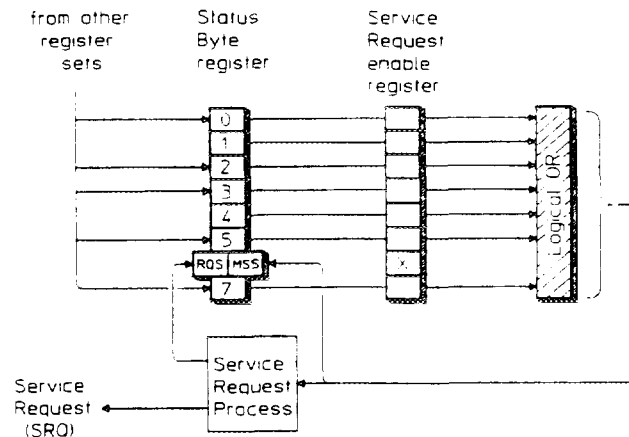 from other
register
sets
Status
Byte
register
Service
Request
enable
register
0
1
2
3
4
5
RQS MSS
7
X
Logical OR
Service
Request
Process
Service
Request
(SRQ)